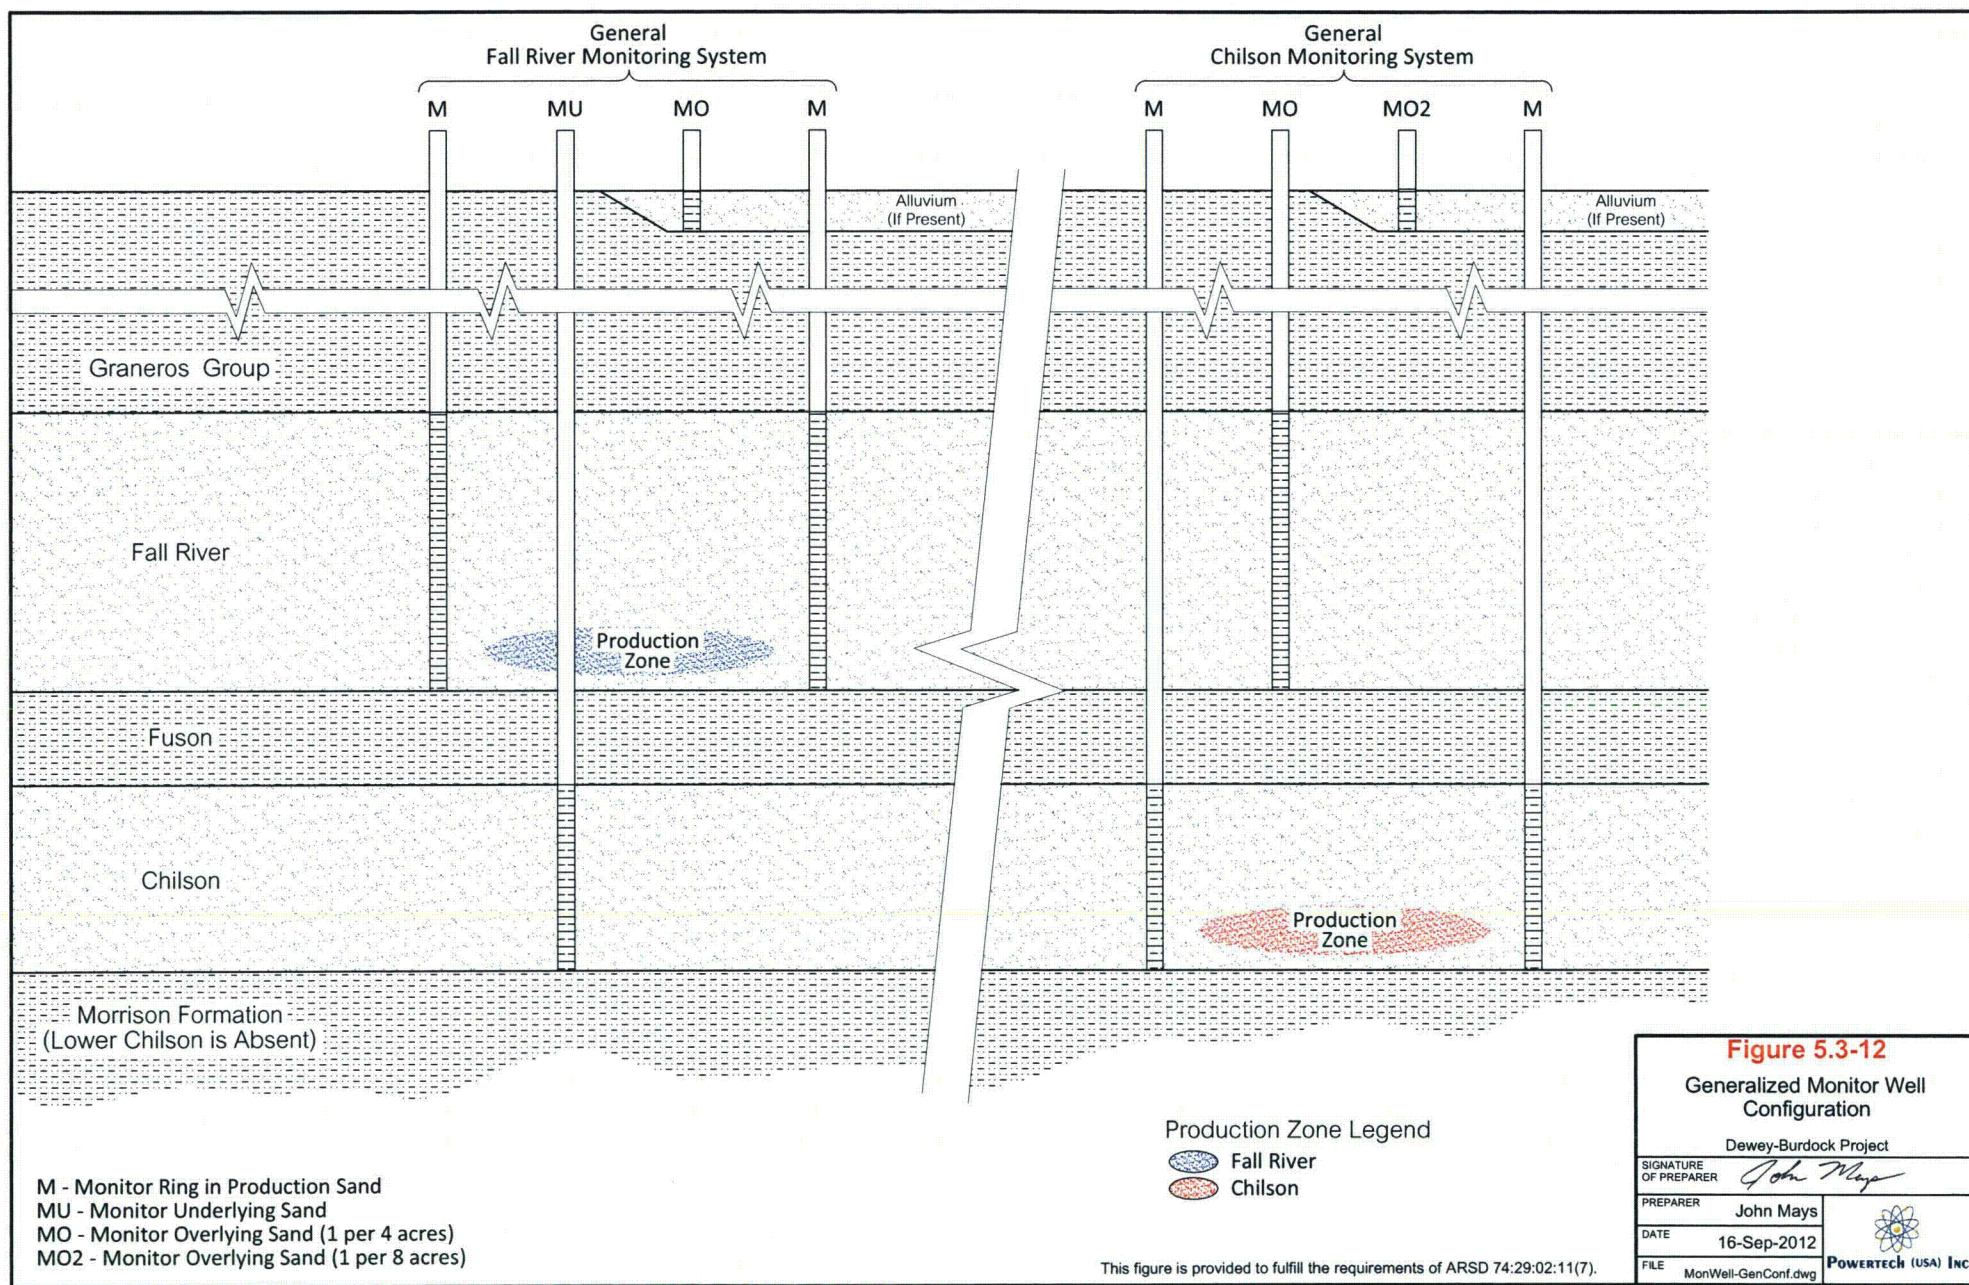 General
Fall River Monitoring System
General
Chilson Monitoring System
M
MU
MO
M
M
MO
MO2
M
Alluvium
(If Present)
Alluvium
(If Present)
Graneros Group
Fall River
Production
Zone
Fuson
Chilson
Production
Zone
Morrison Formation
(Lower Chilson is Absent)
Production Zone Legend
Fall River
Chilson
M - Monitor Ring in Production Sand
MU - Monitor Underlying Sand
MO - Monitor Overlying Sand (1 per 4 acres)
MO2 - Monitor Overlying Sand (1 per 8 acres)
This figure is provided to fulfill the requirements of ARSD 74:29:02:11(7).
Figure 5.3-12
Generalized Monitor Well
Configuration
Dewey-Burdock Project
SIGNATURE
OF PREPARER
John Mays
PREPARER
John Mays
DATE
16-Sep-2012
FILE
MonWell-GenConf.dwg
POWERTECH (USA) INC